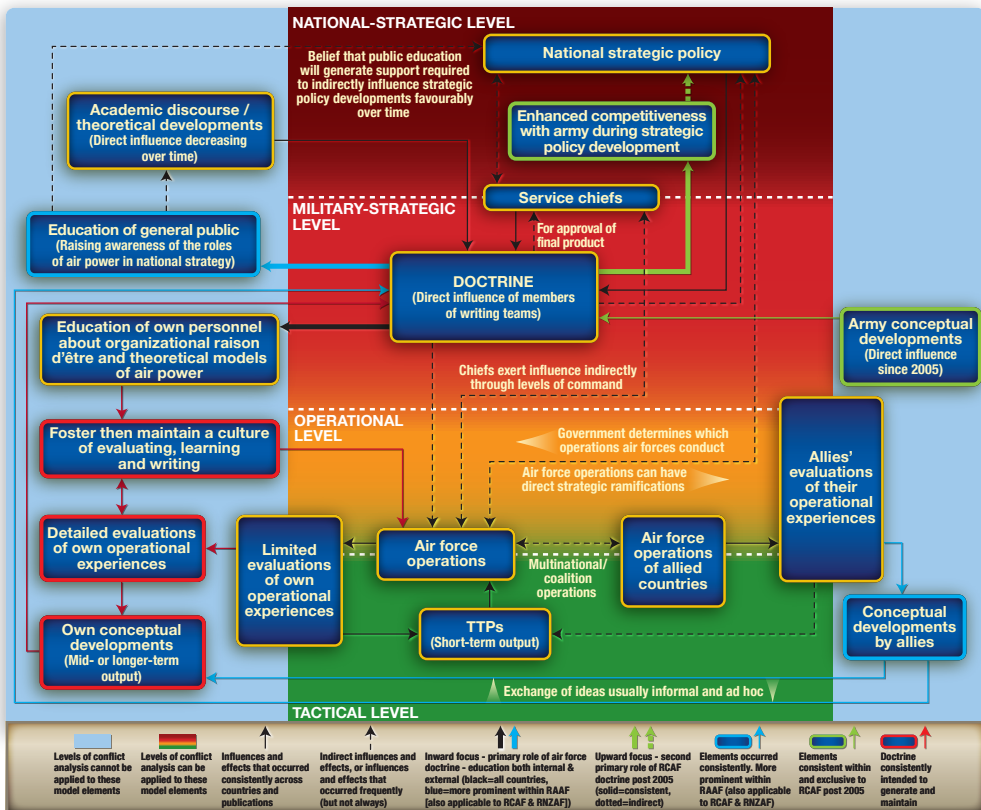 NATIONAL-STRATEGIC LEVEL
National strategic policy
Belief that public education
will generate support required
to indirectly influence strategic
policy developments favourably
over time
Academic discourse /
theoretical developments
(Direct influence decreasing
over time)
Enhanced competitiveness
with army during strategic
policy development
Service chiefs
MILITARY-STRATEGIC
LEVEL
Education of general public
(Raising awareness of the roles
of air power in national strategy)
For approval of
final product
DOCTRINE
(Direct influence of members
of writing teams)
Education of own personnel
about organizational raison
d'être and theoretical models
of air power
Army conceptual
developments
(Direct influence
since 2005)
Chiefs exert influence indirectly
through levels of command
OPERATIONAL
LEVEL
Foster then maintain a culture
of evaluating, learning
and writing
Government determines which
operations air forces conduct
Air force operations can have
direct strategic ramifications
Allies'
evaluations
of their
operational
experiences
Detailed evaluations
of own operational
experiences
Limited
evaluations
of own
operational
experiences
Air force
operations
Multinational/
coalition
operations
Air force
operations
of allied
countries
TTPs
(Short-term output)
Own conceptual
developments
(Mid- or longer-term
output)
Conceptual
developments
by allies
Exchange of ideas usually informal and ad hoc
TACTICAL LEVEL
Levels of conflict
analysis cannot be
applied to these
model elements
Levels of conflict
analysis can be
applied to these
model elements
Influences and
effects that occurred
consistently across
countries and
publications
Indirect influences and
effects, or influences
and effects that
occurred frequently
(but not always)
Inward focus - primary role of air force
doctrine - education both internal &
external (black=all countries,
blue=more prominent within RAAF
[also applicable to RCAF & RNZAF])
Upward focus - second
primary role of RCAF
doctrine post 2005
(solid=consistent,
dotted=indirect)
Elements occurred
consistently. More
prominent within
RAAF (also applicable
to RCAF & RNZAF)
Elements
consistent within
and exclusive to
RCAF post 2005
Doctrine
consistently
intended to
generate and
maintain